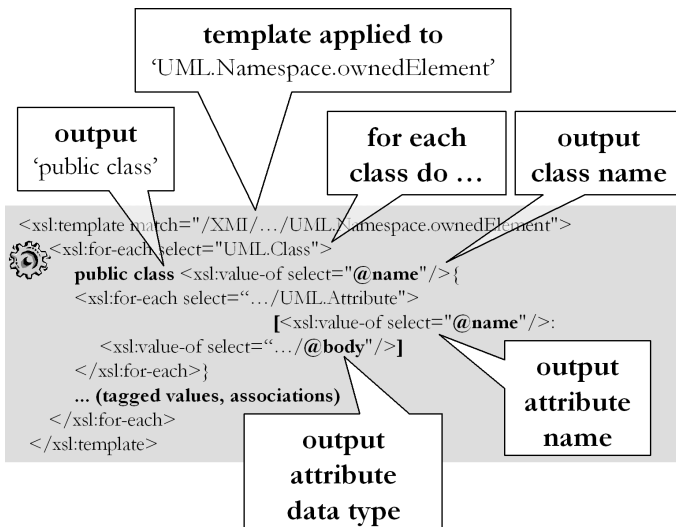 template applied to
‘UML.Namespace.ownedElement’
output
‘public class’
for each
class do …
output
class name
<xsl:template match="/XMI/…/UML.Namespace.ownedElement">
<xsl:for-each select="UML.Class">
public class <xsl:value-of select="@name"/>{
<xsl:for-each select=“…/UML.Attribute">
[<xsl:value-of select="@name"/>:
<xsl:value-of select=“…/@body"/>]
</xsl:for-each>}
... (tagged values, associations)
</xsl:for-each>
</xsl:template>
output
attribute
name
output
attribute
data type